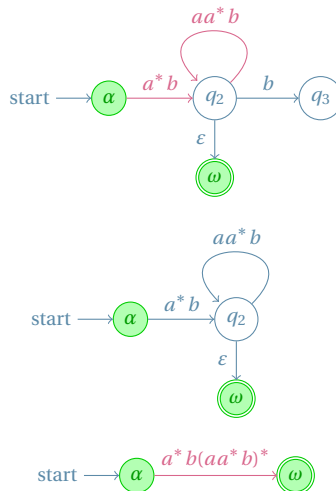 aa*b
start α a*b q₂ b q₃
ε
ω
aa*b
start α a*b q₂
ε
ω
start α a*b(aa*b)* ω